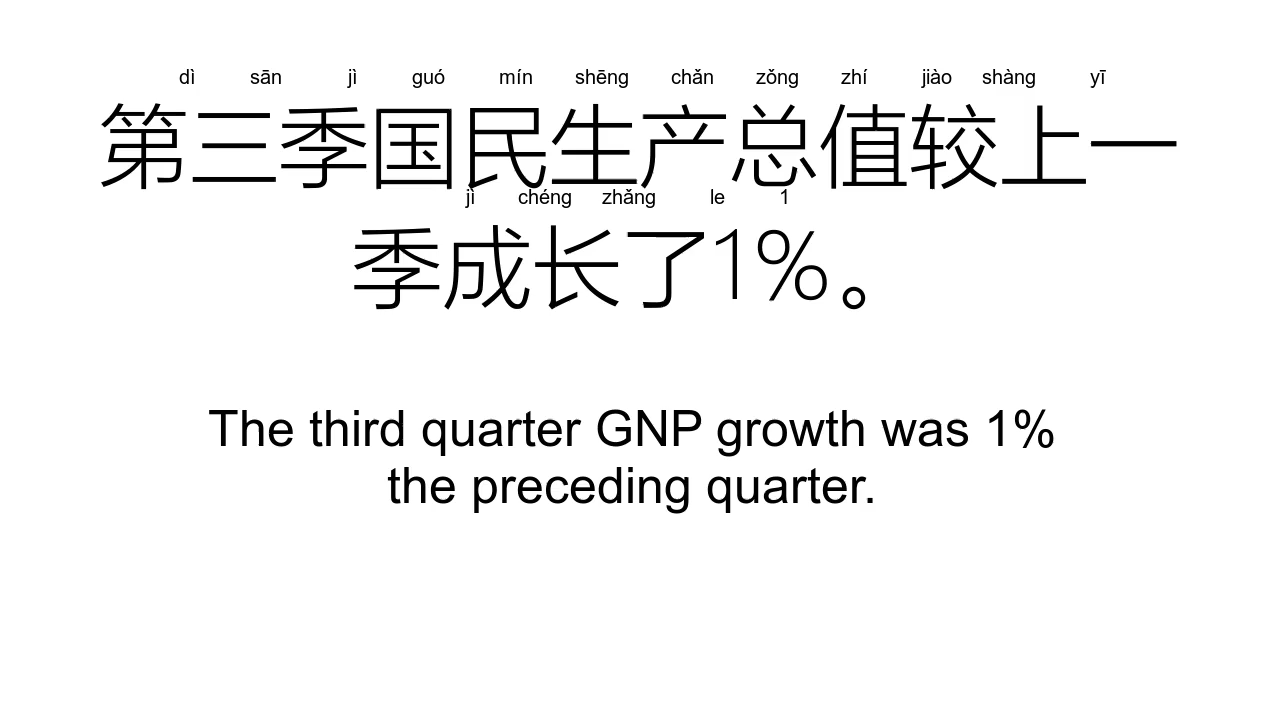 dì sān jì guó mín shēng chǎn zǒng zhí jiào shàng yī
第三季国民生产总值较上一
jì chéng zhǎng le 1
季成长了1%。
The third quarter GNP growth was 1%
the preceding quarter.